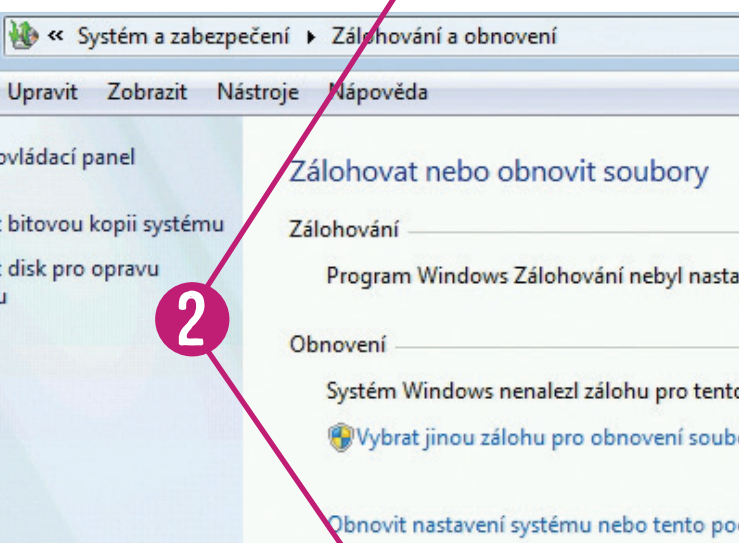 « Systém a zabezpečení ▸ Zálohování a obnovení
Upravit Zobrazit Nástroje Nápověda
ovládací panel
bitovou kopii systému
disk pro opravu
2
Zálohovat nebo obnovit soubory
Zálohování
Program Windows Zálohování nebyl nasta
Obnovení
Systém Windows nenalezl zálohu pro tento
Vybrat jinou zálohu pro obnovení soubo
Obnovit nastavení systému nebo tento po